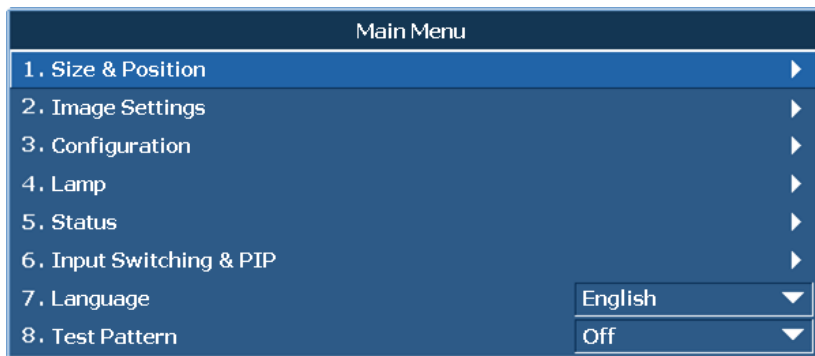 Main Menu
1. Size & Position
2. Image Settings
3. Configuration
4. Lamp
5. Status
6. Input Switching & PIP
7. Language English
8. Test Pattern Off